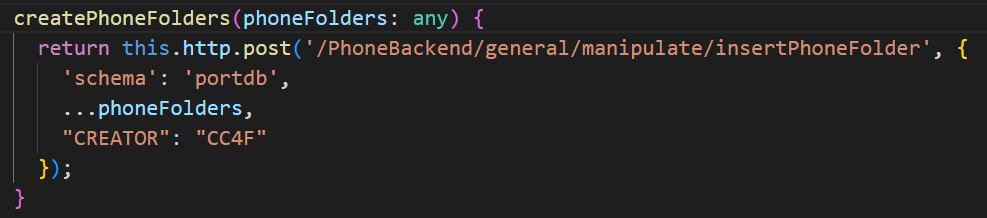 createPhoneFolders(phoneFolders: any) {
return this.http.post('/PhoneBackend/general/manipulate/insertPhoneFolder', {
'schema': 'portdb',
...phoneFolders,
"CREATOR": "CC4F"
});
}